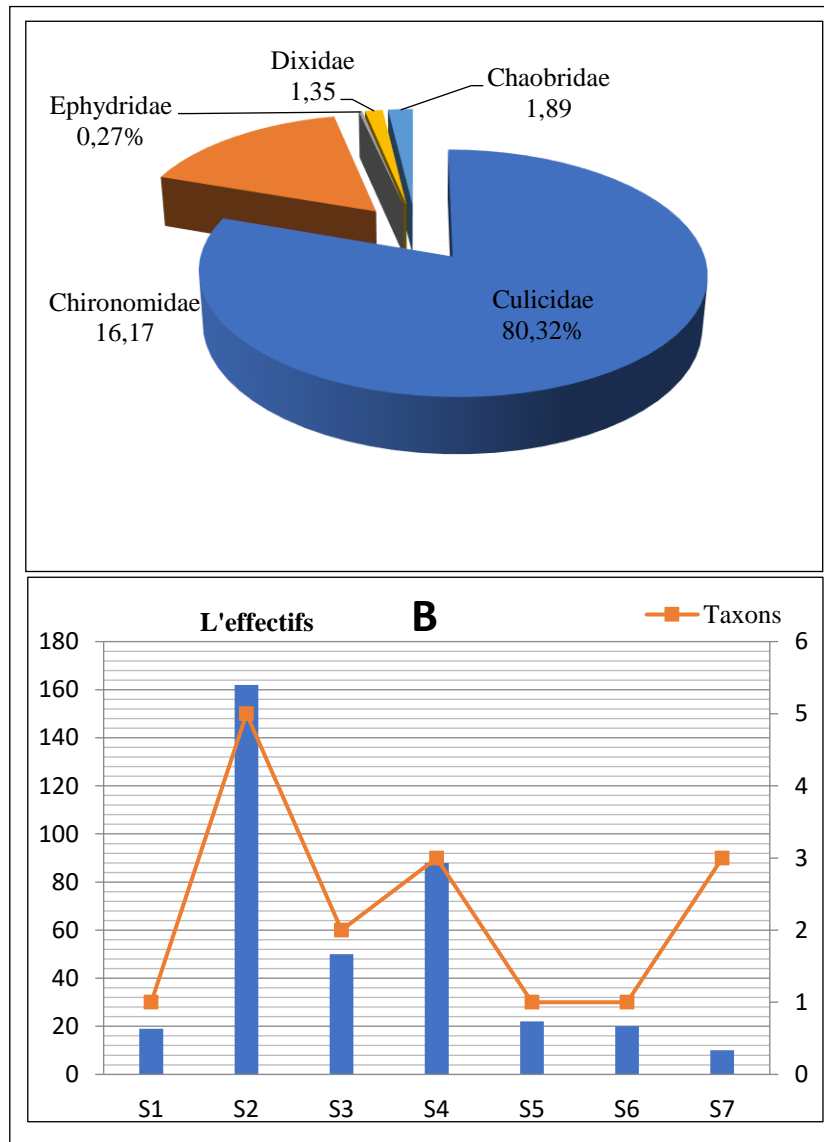 Dixidae
1,35
Chaobridae
1,89
Ephydridae
0,27%
Chironomidae
16,17
Culicidae
80,32%
L'effectifs
B
Taxons
180
160
140
120
100
80
60
40
20
0
6
5
4
3
2
1
0
S1 S2 S3 S4 S5 S6 S7